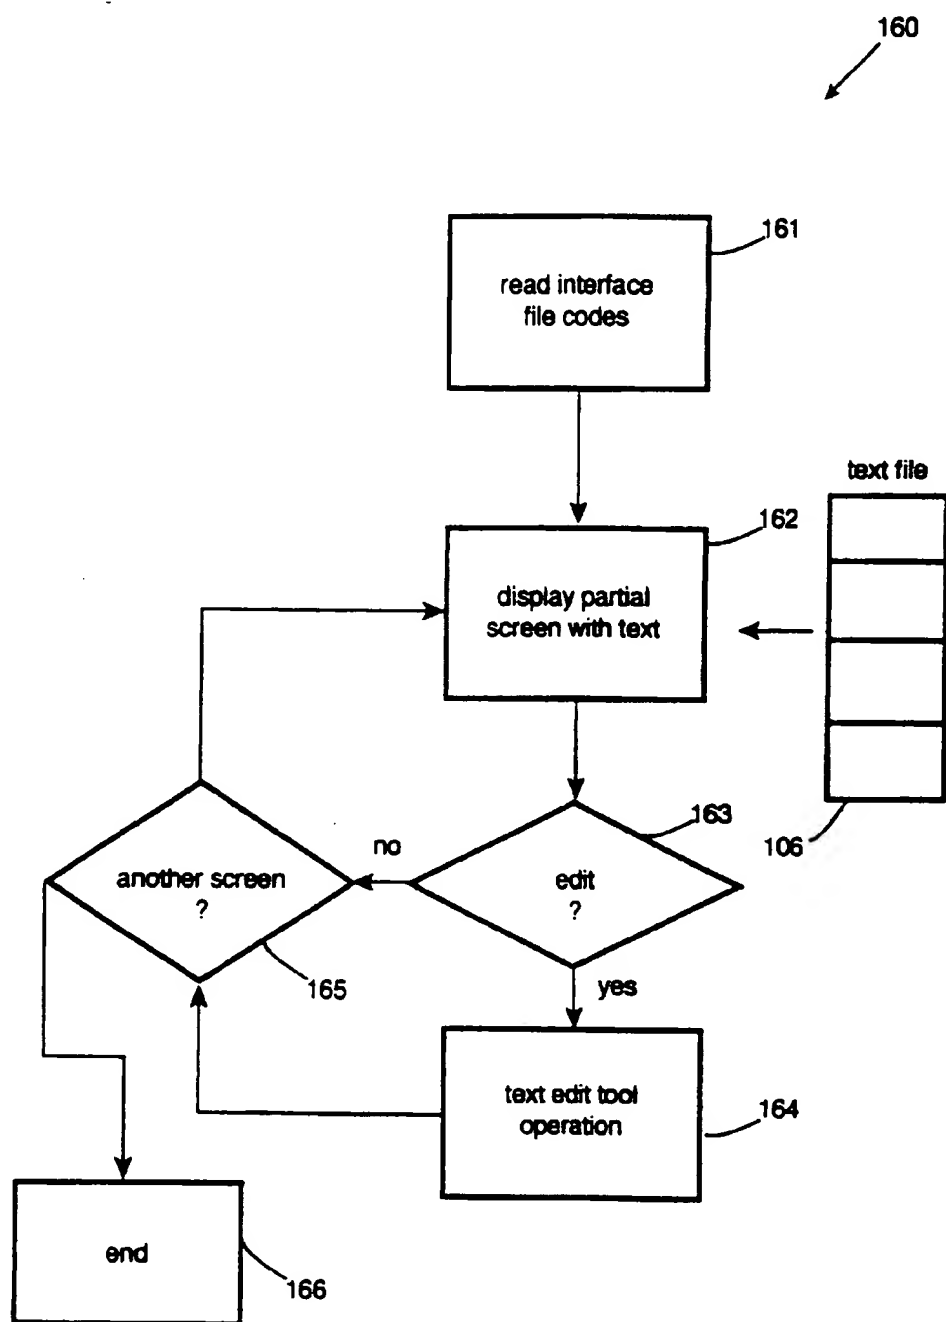 160
161
read interface
file codes
text file
162
display partial
screen with text
163
106
no
another screen
?
edit
?
165
yes
text edit tool
operation
164
end
166